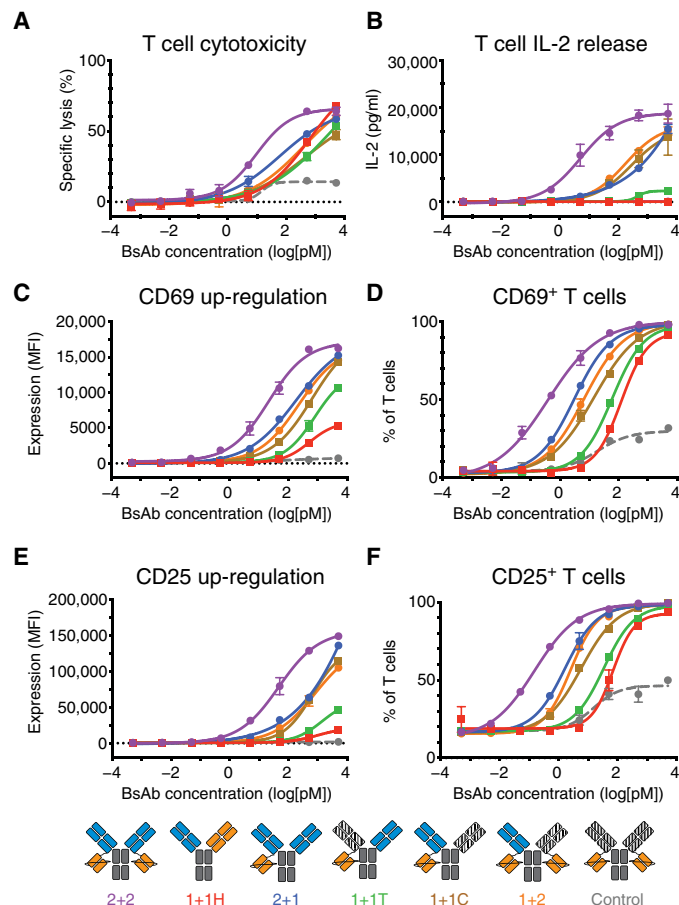 A
T cell cytotoxicity
Specific lysis (%)
100
50
0
−4 −2 0 2 4
BsAb concentration (log[pM])
B
T cell IL-2 release
IL-2 (pg/ml)
30,000
20,000
10,000
0
−4 −2 0 2 4
BsAb concentration (log[pM])
C
CD69 up-regulation
Expression (MFI)
20,000
15,000
10,000
5000
0
−4 −2 0 2 4
BsAb concentration (log[pM])
D
CD69+ T cells
% of T cells
100
50
0
−4 −2 0 2 4
BsAb concentration (log[pM])
E
CD25 up-regulation
Expression (MFI)
200,000
150,000
100,000
50,000
0
−4 −2 0 2 4
BsAb concentration (log[pM])
F
CD25+ T cells
% of T cells
100
50
0
−4 −2 0 2 4
BsAb concentration (log[pM])
2+2 1+1H 2+1 1+1T 1+1C 1+2 Control